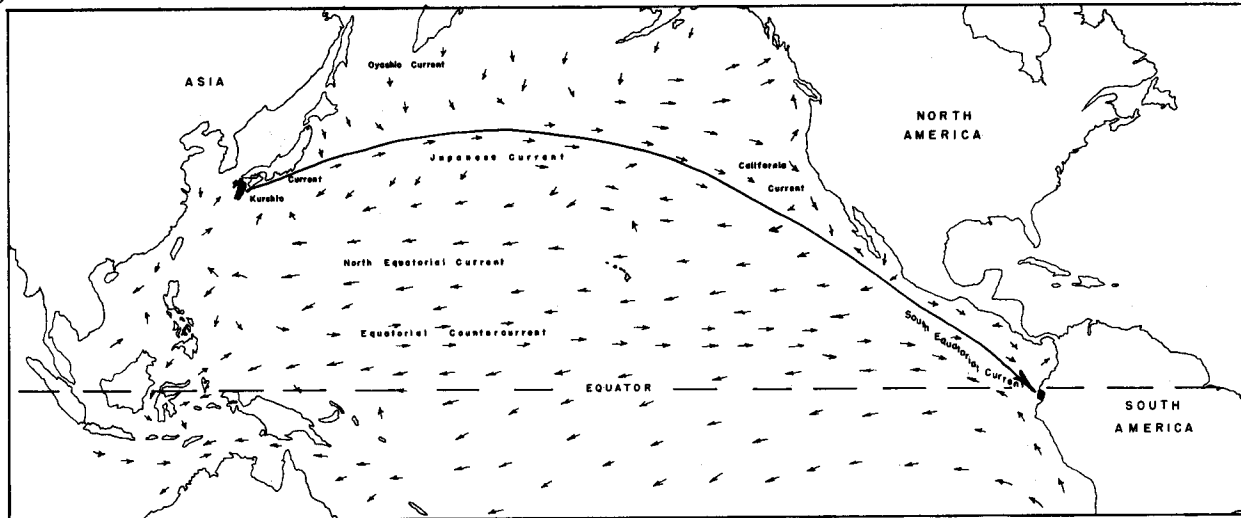 Oyashio Current
ASIA
NORTH
AMERICA
Japanese Current
California
Current
Current
Kurshio
North Equatorial Current
South Equatorial Current
Equatorial Countercurrent
EQUATOR
SOUTH
AMERICA